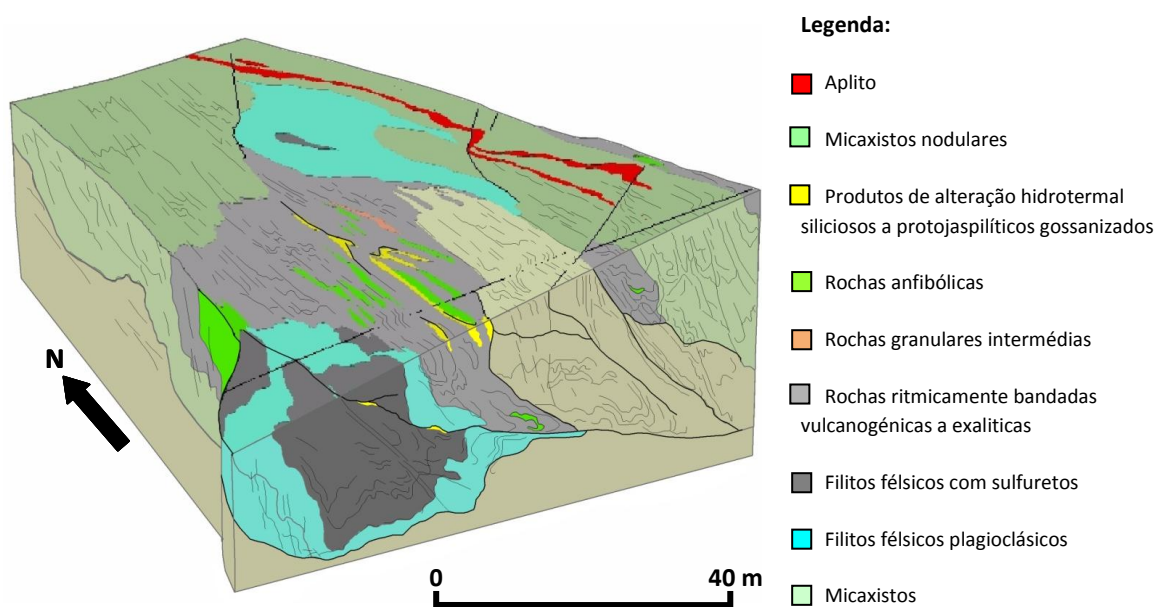 Legenda:
Aplito
Micaxistos nodulares
Produtos de alteração hidrotermal
siliciosos a protojaspilíticos gossanizados
Rochas anfibólicas
Rochas granulares intermédias
Rochas ritmicamente bandadas
vulcanogénicas a exaliticas
Filitos félsicos com sulfuretos
Filitos félsicos plagioclásicos
Micaxistos
N
0 40 m